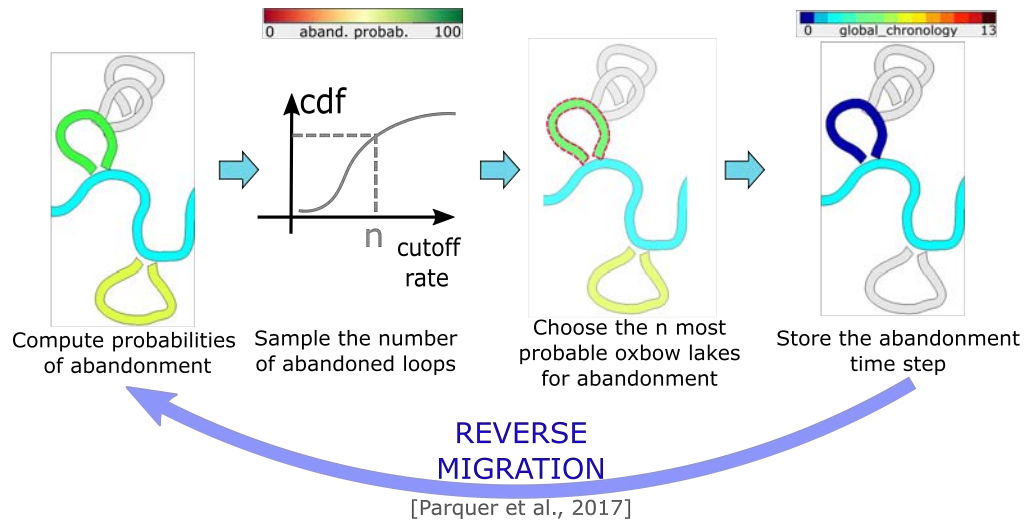 0 aband. probab. 100
0 global_chronology 13
cdf
n
cutoff
rate
Compute probabilities
of abandonment
Sample the number
of abandoned loops
Choose the n most
probable oxbow lakes
for abandonment
Store the abandonment
time step
REVERSE
MIGRATION
[Parquer et al., 2017]